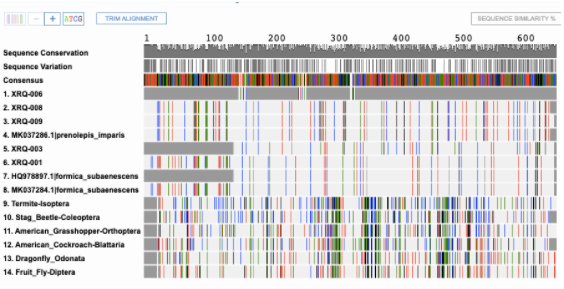 − + ATCG TRIM ALIGNMENT SEQUENCE SIMILARITY %
1 100 200 300 400 500 600
Sequence Conservation
Sequence Variation
Consensus
1. XRQ-006
2. XRQ-008
3. XRQ-009
4. MK037286.1|prenolepis_imparis
5. XRQ-003
6. XRQ-001
7. HQ978897.1|formica_subaenescens
8. MK037284.1|formica_subaenescens
9. Termite-Isoptera
10. Stag_Beetle-Coleoptera
11. American_Grasshopper-Orthoptera
12. American_Cockroach-Blattaria
13. Dragonfly_Odonata
14. Fruit_Fly-Diptera